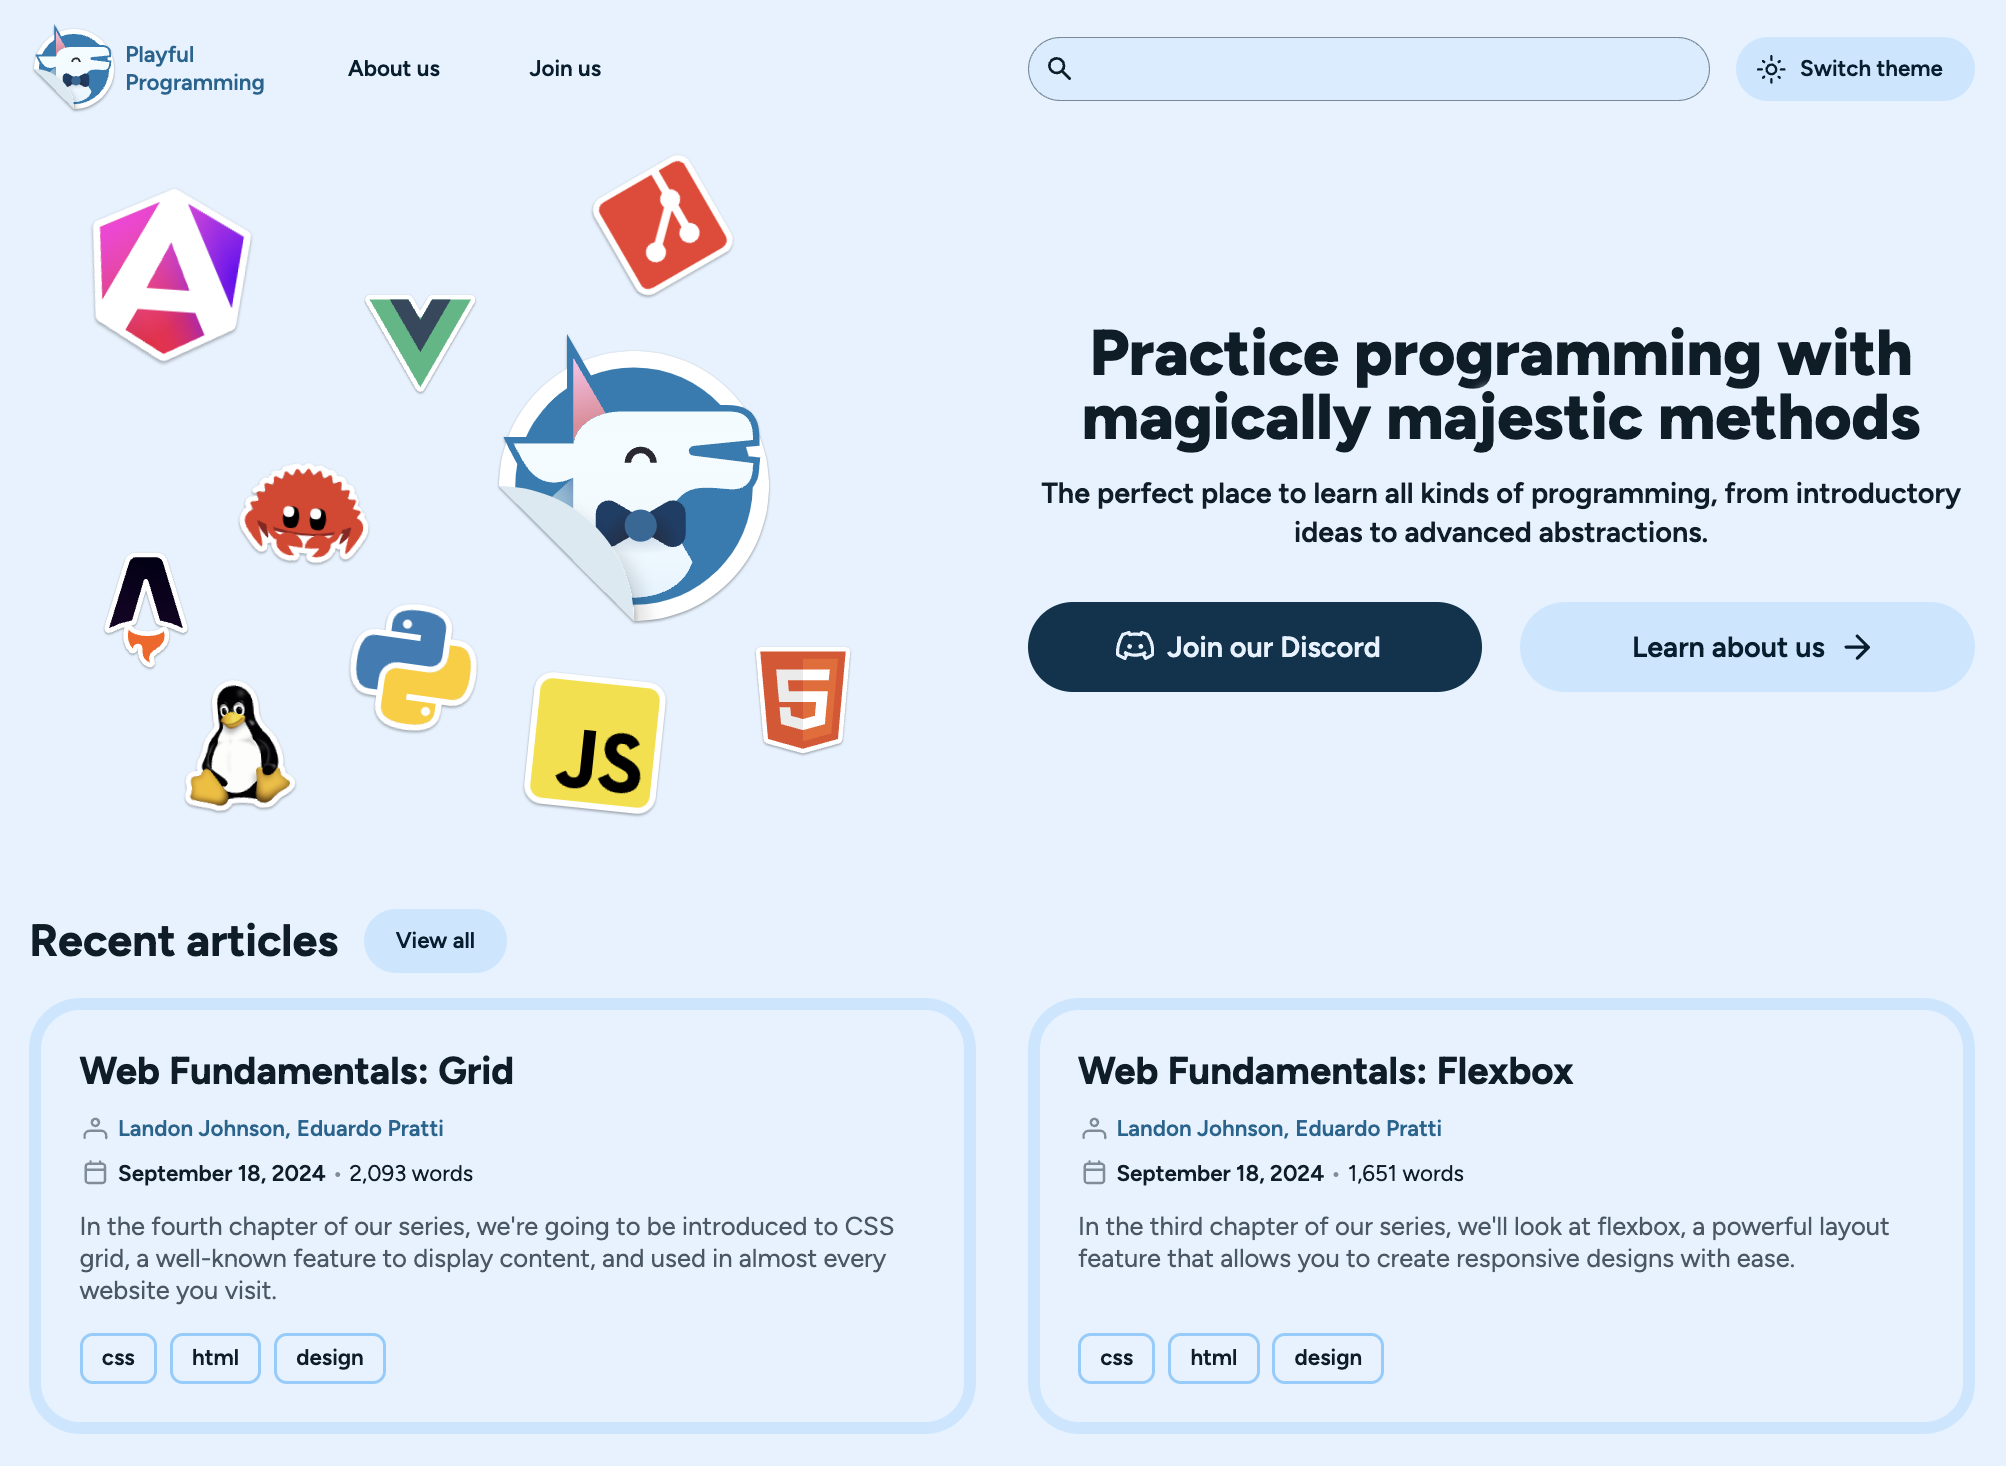 Playful
Programming
About us
Join us
Switch theme
JS
5
Practice programming with
magically majestic methods
The perfect place to learn all kinds of programming, from introductory
ideas to advanced abstractions.
Join our Discord
Learn about us
Recent articles
View all
Web Fundamentals: Grid
Landon Johnson, Eduardo Pratti
September 18, 2024 • 2,093 words
In the fourth chapter of our series, we're going to be introduced to CSS
grid, a well-known feature to display content, and used in almost every
website you visit.
css
html
design
Web Fundamentals: Flexbox
Landon Johnson, Eduardo Pratti
September 18, 2024 • 1,651 words
In the third chapter of our series, we'll look at flexbox, a powerful layout
feature that allows you to create responsive designs with ease.
css
html
design